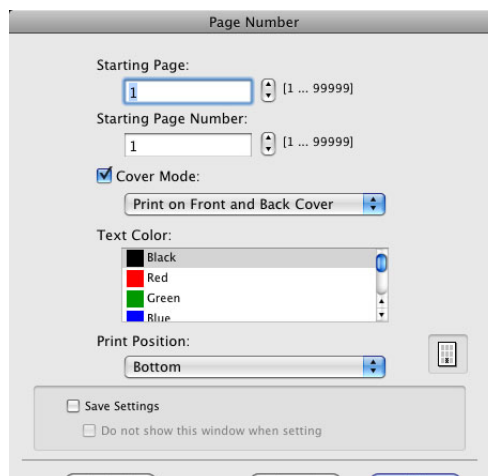 Page Number
Starting Page:
1 [1 ... 99999]
Starting Page Number:
1 [1 ... 99999]
Cover Mode:
Print on Front and Back Cover
Text Color:
Black
Red
Green
Blue
Print Position:
Bottom
Save Settings
Do not show this window when setting